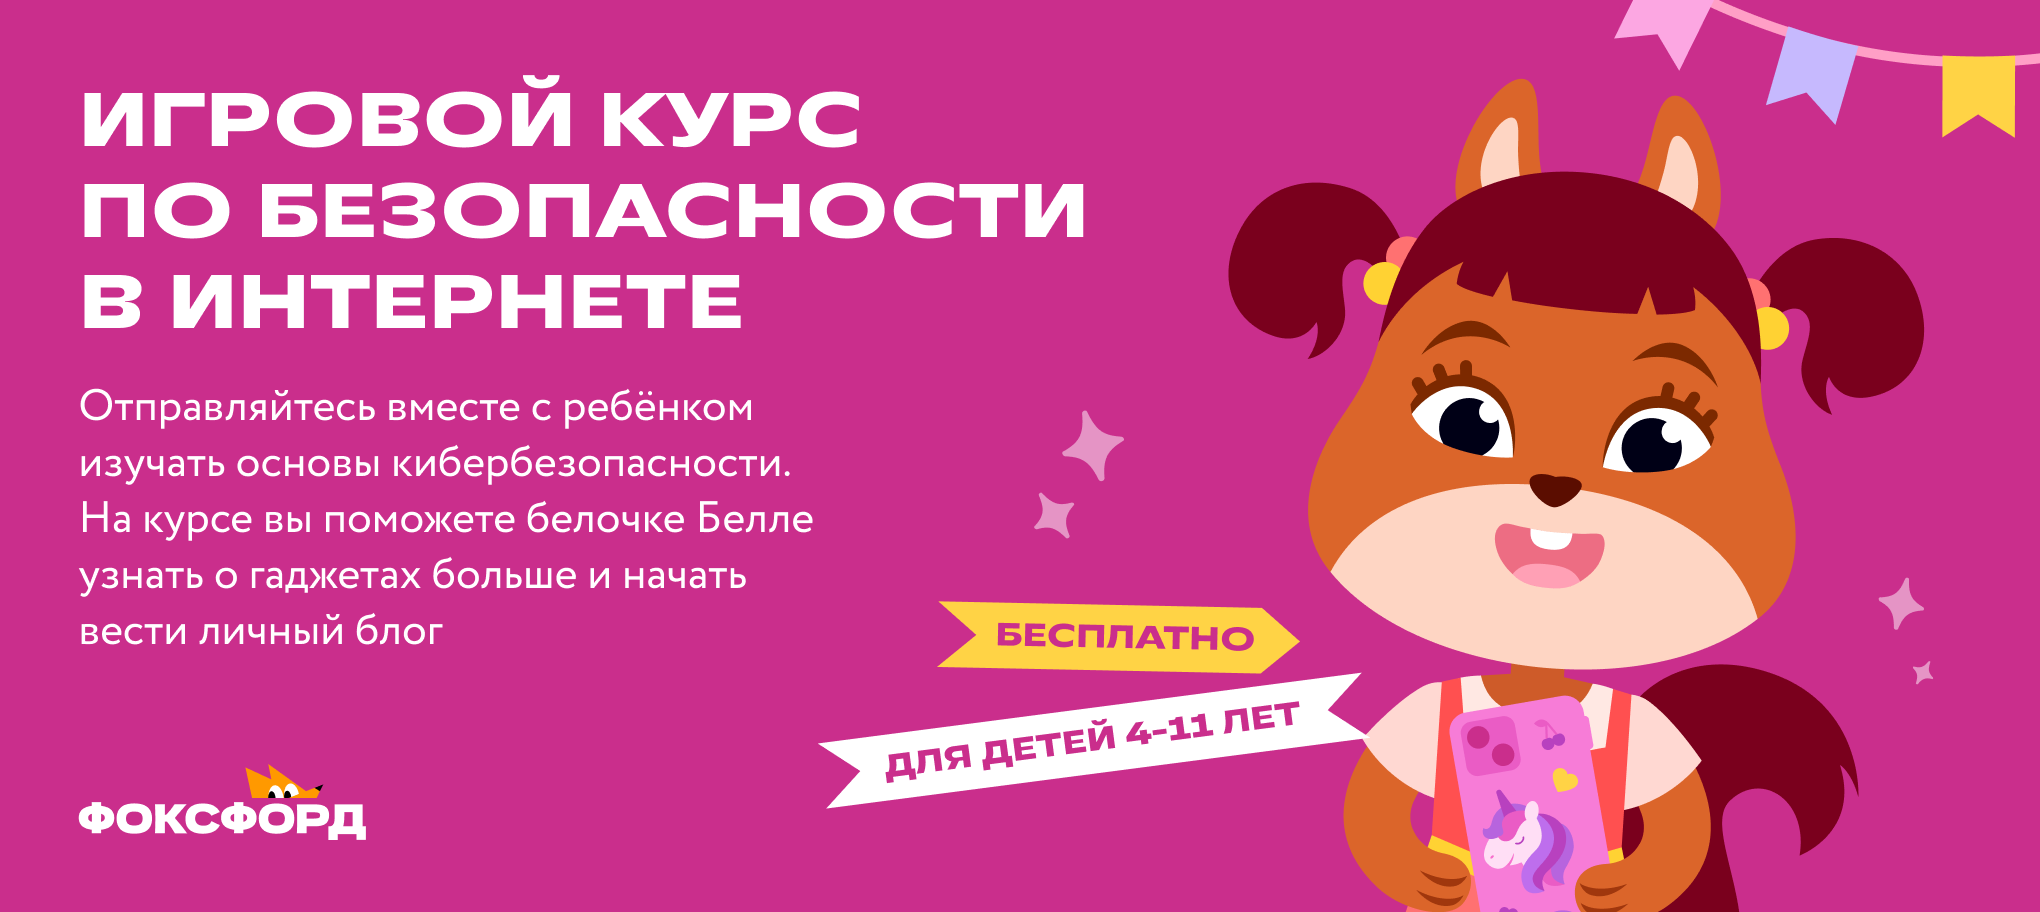 ИГРОВОЙ КУРС
ПО БЕЗОПАСНОСТИ
В ИНТЕРНЕТЕ
Отправляйтесь вместе с ребёнком
изучать основы кибербезопасности.
На курсе вы поможете белочке Белле
узнать о гаджетах больше и начать
вести личный блог
БЕСПЛАТНО
ДЛЯ ДЕТЕЙ 4-11 ЛЕТ
ФОКСФОРД